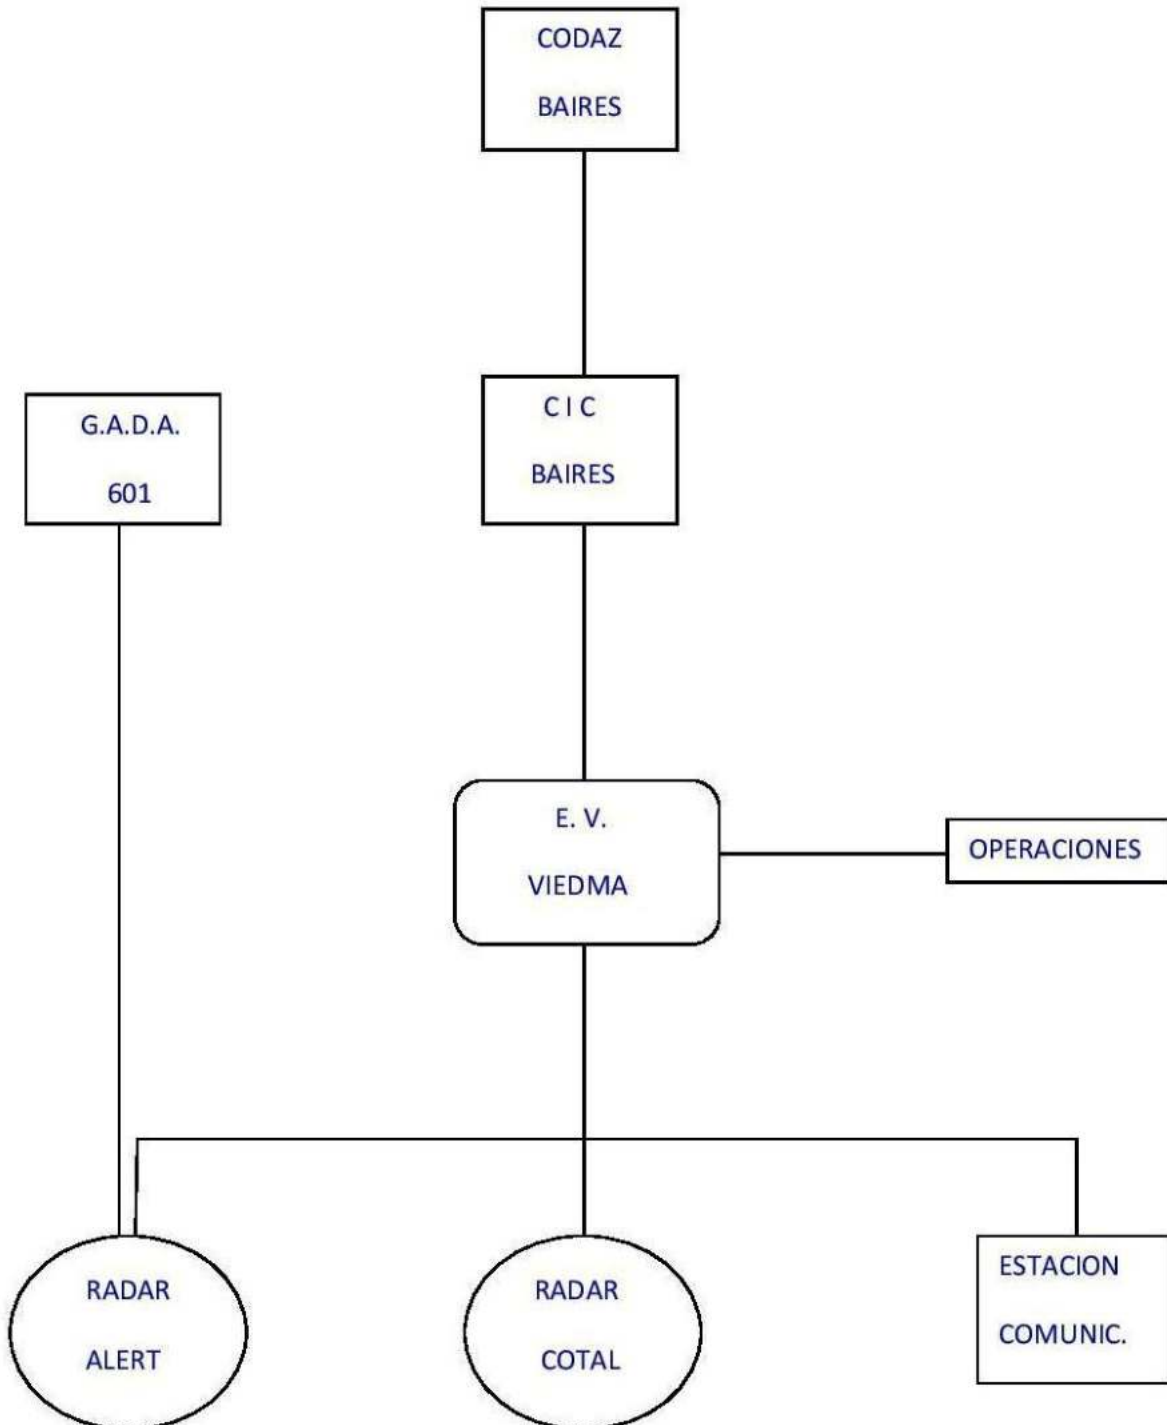 CODAZ
BAIRES
G.A.D.A.
601
C I C
BAIRES
E. V.
VIEDMA
OPERACIONES
RADAR
ALERT
RADAR
COTAL
ESTACION
COMUNIC.